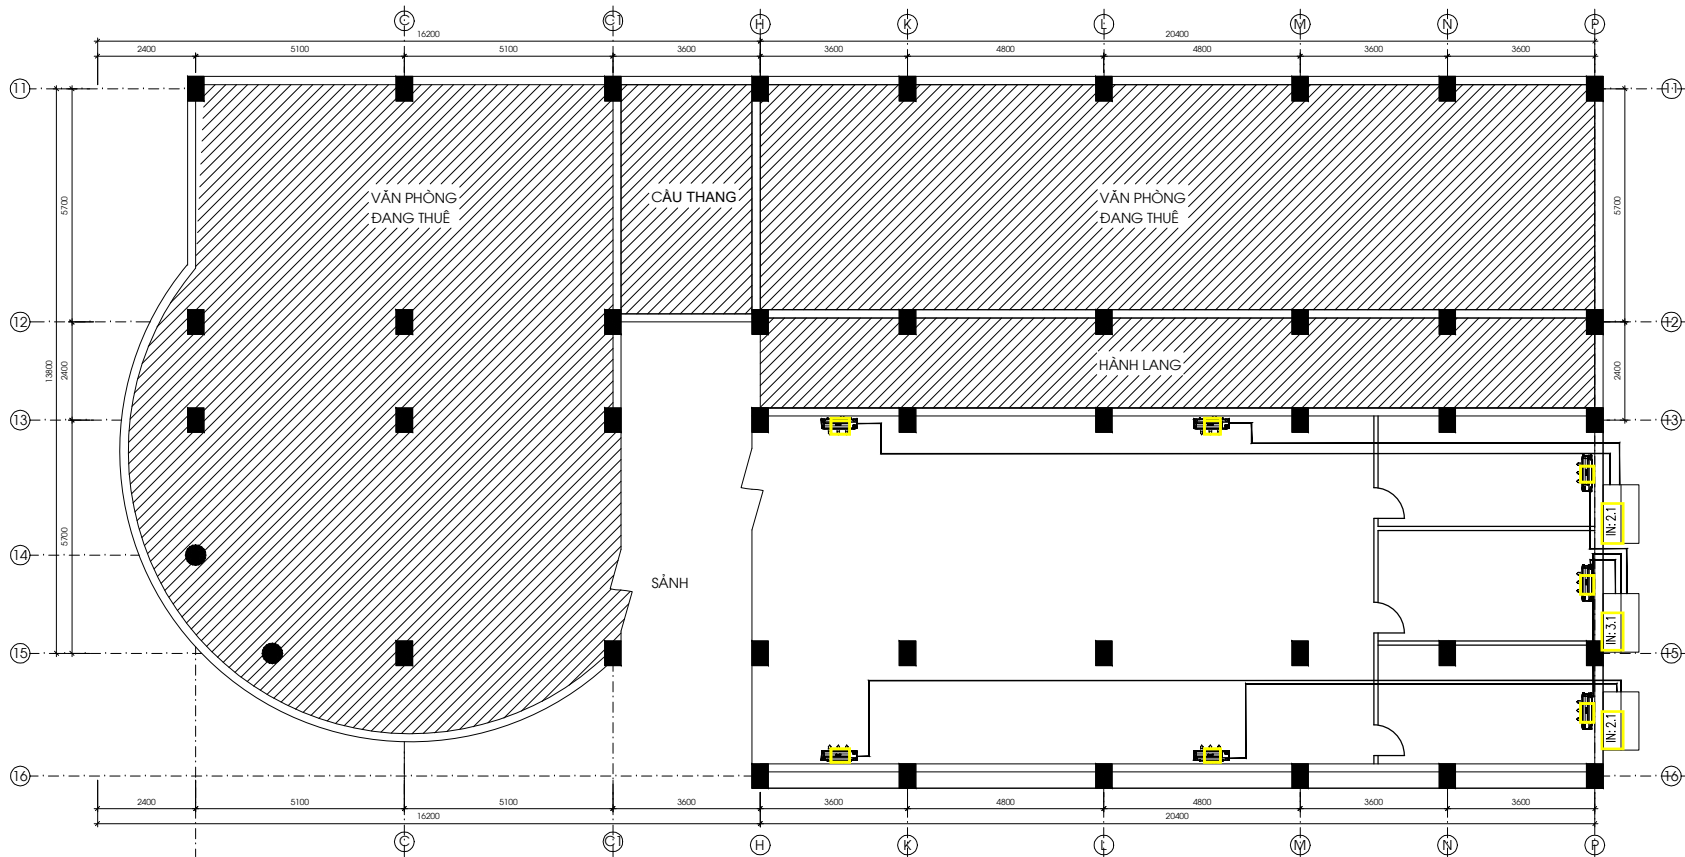 C C1 H K L M N P
16200 20400
2400 5100 5100 3600 3600 4800 4800 3600 3600
11 11
5700 5700
VĂN PHÒNG
ĐANG THUÊ
CẦU THANG
VĂN PHÒNG
ĐANG THUÊ
12 12
13800 2400 2400
HÀNH LANG
13 13
IN: 2.1
5700
14
SẢNH
IN: 3.1
15 15
IN: 2.1
16 16
2400 5100 5100 3600 3600 4800 4800 3600 3600
16200 20400
C C1 H K L M N P